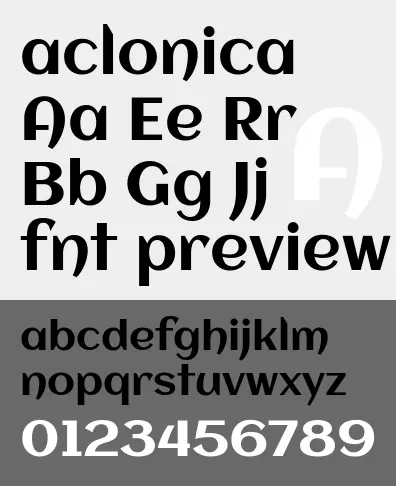 aclonica
Aa Ee Rr
A
Bb Gg Jj
fnt preview
abcdefghijklm
nopqrstuvwxyz
0123456789